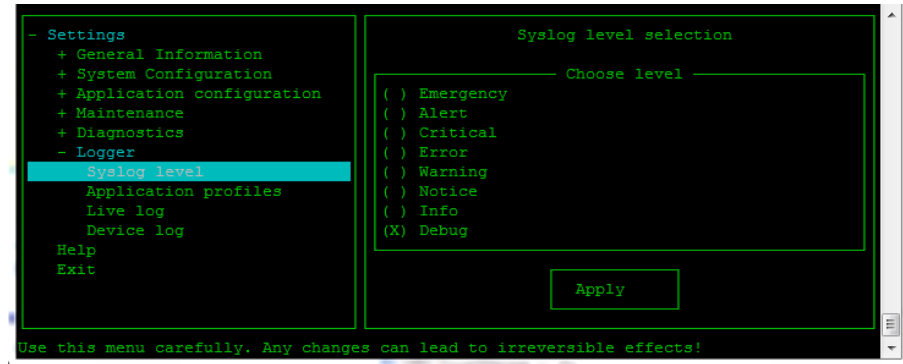 - Settings
+ General Information
+ System Configuration
+ Application configuration
+ Maintenance
+ Diagnostics
- Logger
Syslog level
Application profiles
Live log
Device log
Help
Exit
Syslog level selection
Choose level
( ) Emergency
( ) Alert
( ) Critical
( ) Error
( ) Warning
( ) Notice
( ) Info
(X) Debug
Apply
Use this menu carefully. Any changes can lead to irreversible effects!